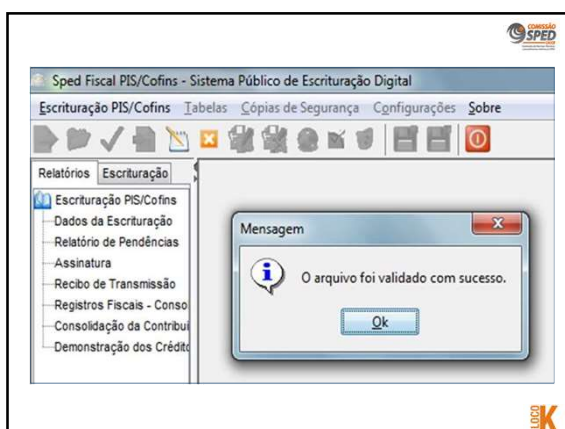 COMISSÃO
SPED
Sped Fiscal PIS/Cofins - Sistema Público de Escrituração Digital
Escrituração PIS/Cofins Tabelas Cópias de Segurança Configurações Sobre
Relatórios Escrituração
Escrituração PIS/Cofins
Dados da Escrituração
Relatório de Pendências
Assinatura
Recibo de Transmissão
Registros Fiscais - Conso
Consolidação da Contribui
Demonstração dos Crédito
Mensagem
O arquivo foi validado com sucesso.
Ok
LOCO
K